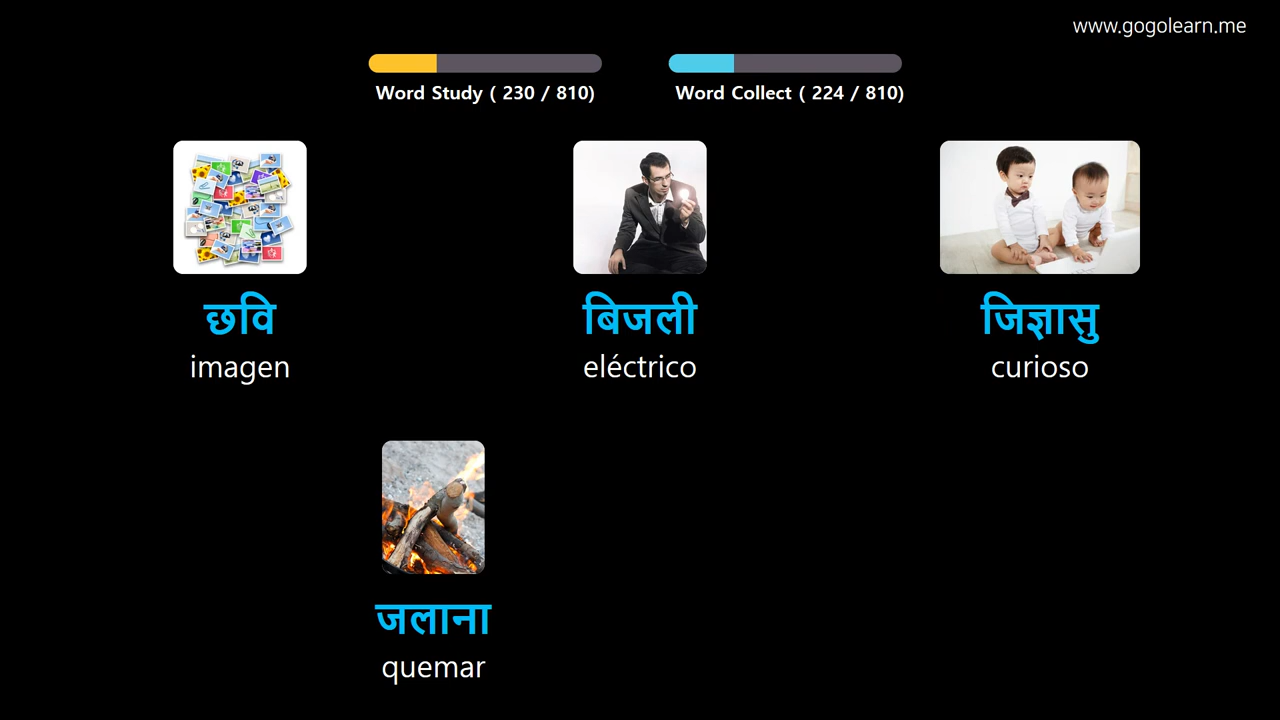 www.gogolearn.me
Word Study ( 230 / 810)
Word Collect ( 224 / 810)
छवि
imagen
बिजली
eléctrico
जिज्ञासु
curioso
जलाना
quemar